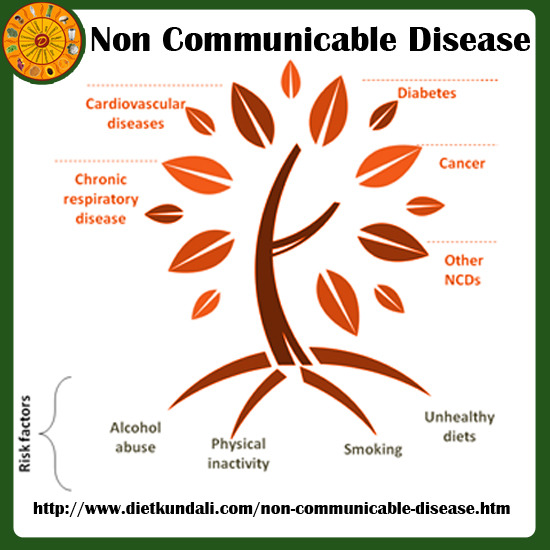 Non Communicable Disease
Cardiovascular
diseases
Diabetes
Chronic
respiratory
disease
Cancer
Other
NCDs
Risk factors
Alcohol
abuse
Physical
inactivity
Smoking
Unhealthy
diets
http://www.dietkundali.com/non-communicable-disease.htm